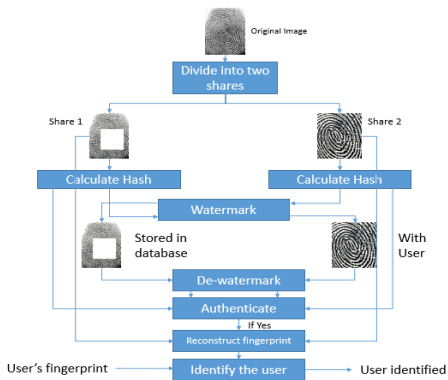 Original Image
Divide into two
shares
Share 1
Share 2
Calculate Hash
Calculate Hash
Watermark
Stored in
database
With
User
De-watermark
Authenticate
If Yes
Reconstruct fingerprint
User's fingerprint
Identify the user
User identified